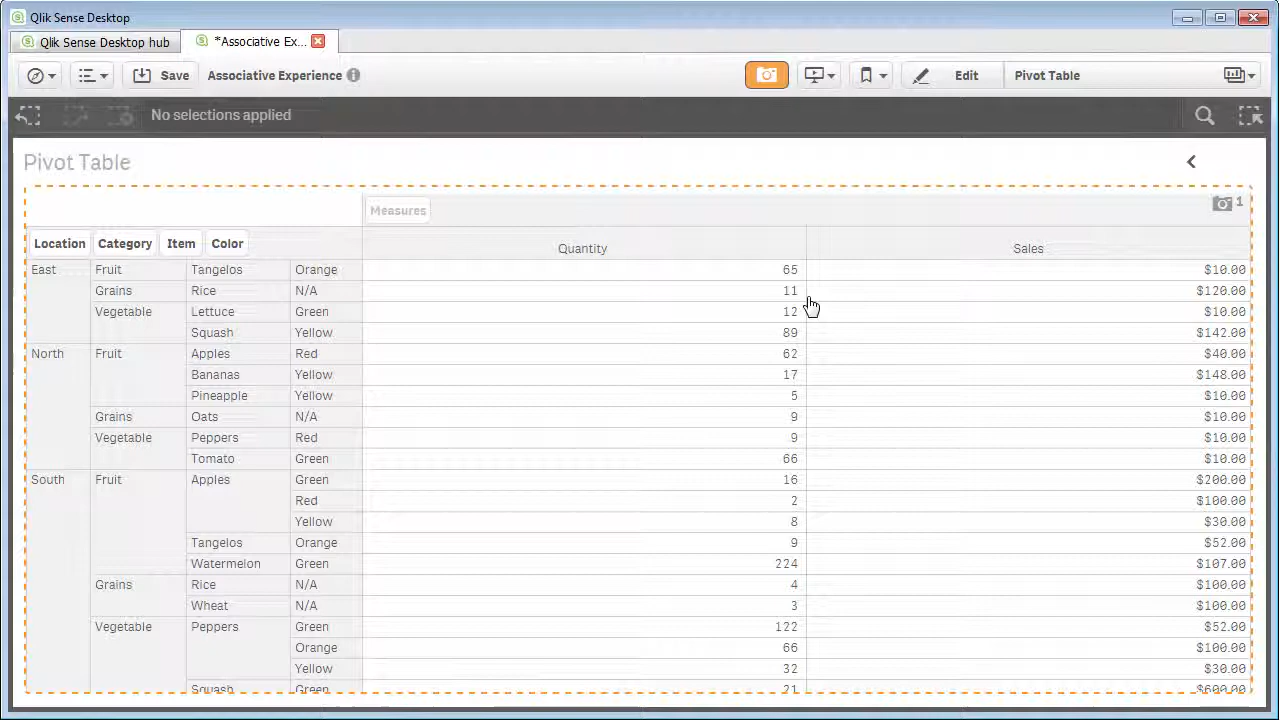 Qlik Sense Desktop
Qlik Sense Desktop hub *Associative Ex...
Save Associative Experience Edit Pivot Table
No selections applied
Pivot Table
Measures 1
Location Category Item Color Quantity Sales
East Fruit Tangelos Orange 65 $10.00
Grains Rice N/A 11 $120.00
Vegetable Lettuce Green 12 $10.00
Squash Yellow 89 $142.00
North Fruit Apples Red 62 $40.00
Bananas Yellow 17 $148.00
Pineapple Yellow 5 $10.00
Grains Oats N/A 9 $10.00
Vegetable Peppers Red 9 $10.00
Tomato Green 66 $10.00
South Fruit Apples Green 16 $200.00
Red 2 $100.00
Yellow 8 $30.00
Tangelos Orange 9 $52.00
Watermelon Green 224 $107.00
Grains Rice N/A 4 $100.00
Wheat N/A 3 $100.00
Vegetable Peppers Green 122 $52.00
Orange 66 $100.00
Yellow 32 $30.00
Squash Green 21 $600.00